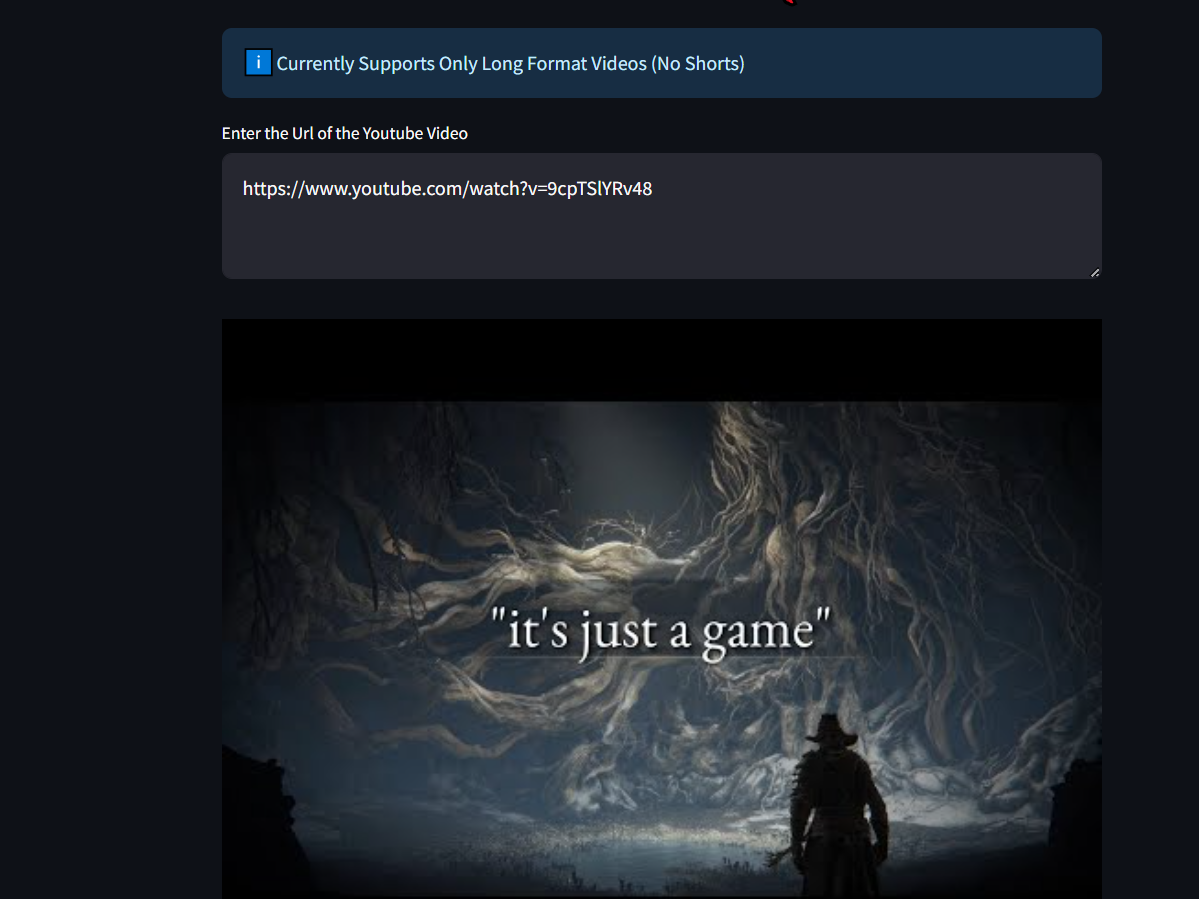 ℹ Currently Supports Only Long Format Videos (No Shorts)
Enter the Url of the Youtube Video
https://www.youtube.com/watch?v=9cpTSlYRv48
"it's just a game"